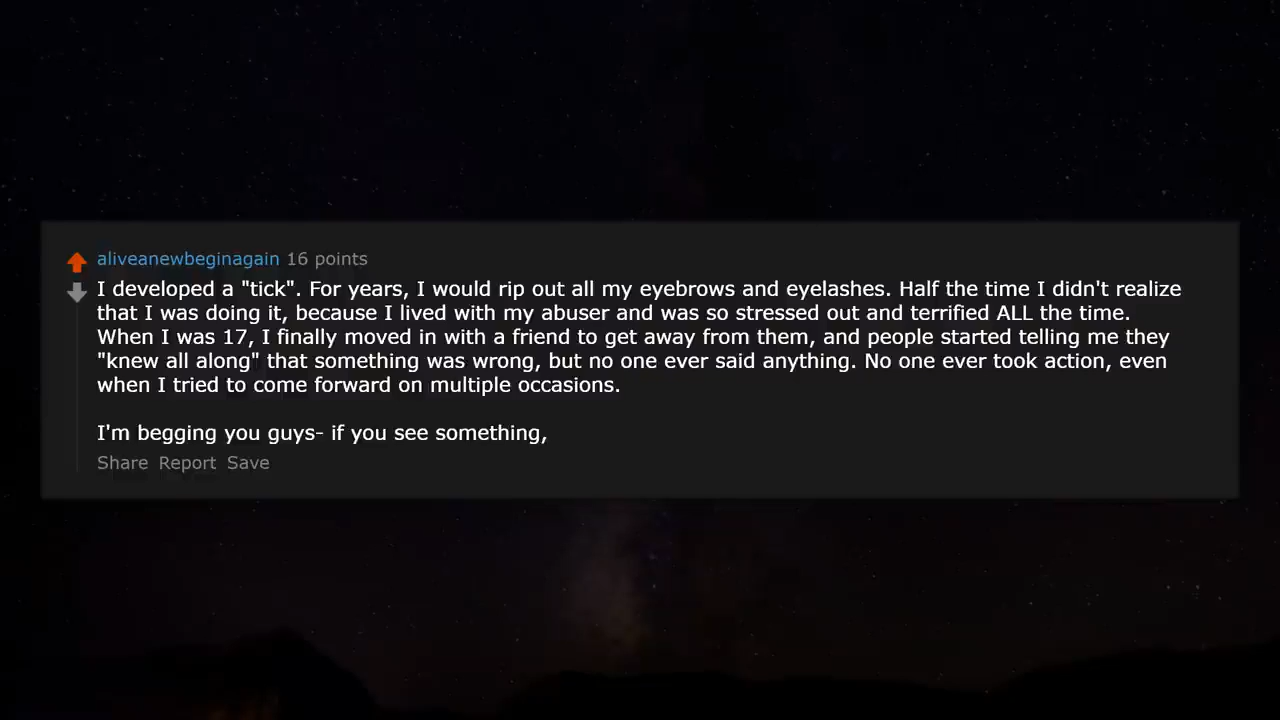 aliveanewbeginagain 16 points
I developed a "tick". For years, I would rip out all my eyebrows and eyelashes. Half the time I didn't realize
that I was doing it, because I lived with my abuser and was so stressed out and terrified ALL the time.
When I was 17, I finally moved in with a friend to get away from them, and people started telling me they
"knew all along" that something was wrong, but no one ever said anything. No one ever took action, even
when I tried to come forward on multiple occasions.
I'm begging you guys- if you see something,
Share Report Save